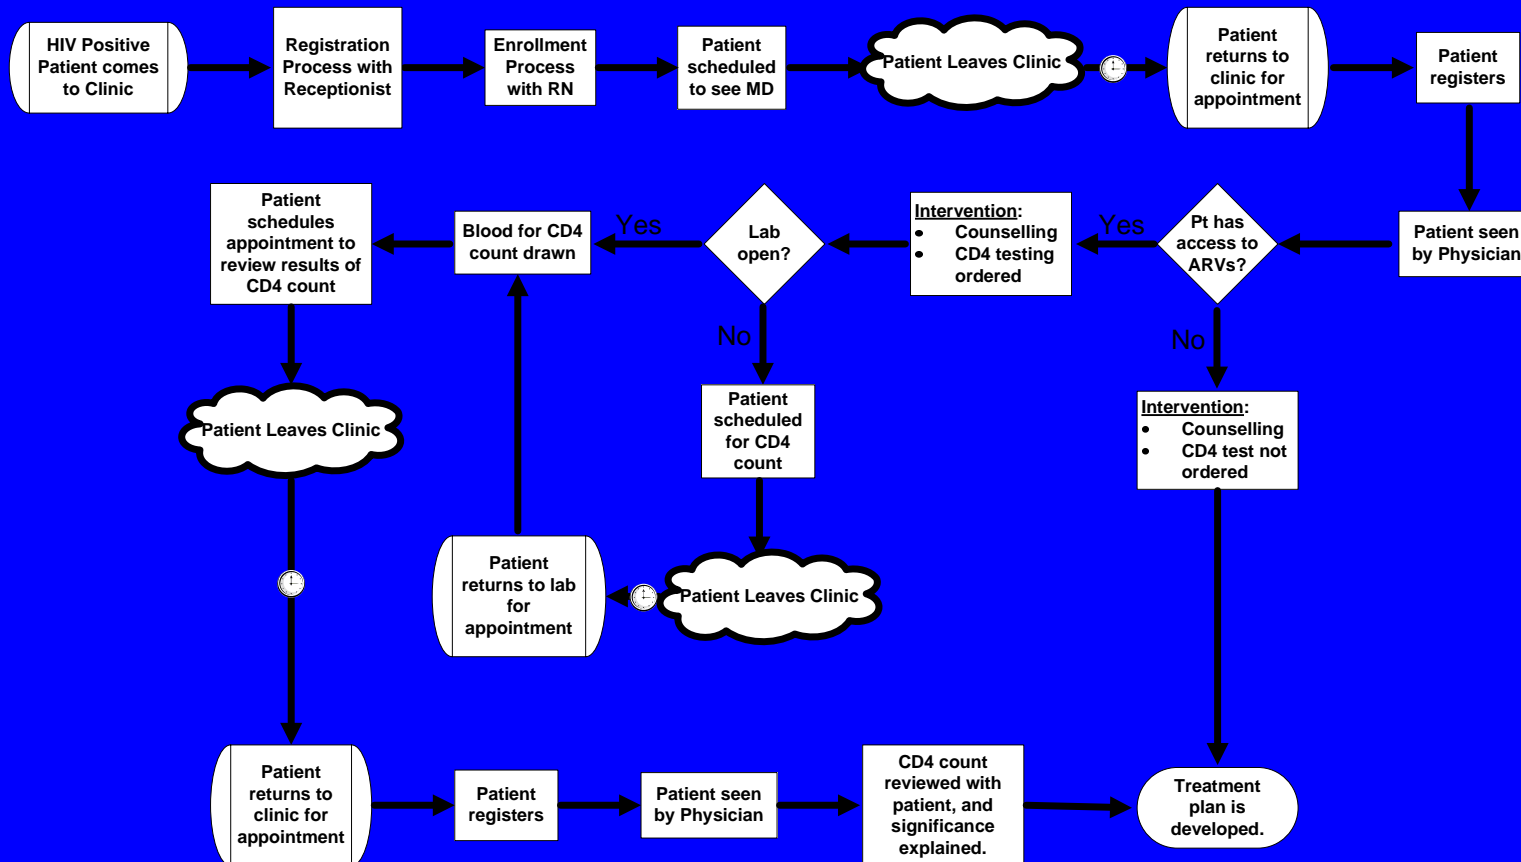 HIV Positive
Patient comes
to Clinic
Registration
Process with
Receptionist
Enrollment
Process
with RN
Patient
scheduled
to see MD
Patient Leaves Clinic
Patient
returns to
clinic for
appointment
Patient
registers
Patient seen
by Physician
Pt has
access to
ARVs?
Yes
Intervention:
• Counselling
• CD4 testing
ordered
Lab
open?
Yes
Blood for CD4
count drawn
Patient
schedules
appointment to
review results of
CD4 count
No
No
Patient
scheduled
for CD4
count
Intervention:
• Counselling
• CD4 test not
ordered
Patient Leaves Clinic
Patient Leaves Clinic
Patient
returns to lab
for
appointment
Patient
returns to
clinic for
appointment
Patient
registers
Patient seen
by Physician
CD4 count
reviewed with
patient, and
significance
explained.
Treatment
plan is
developed.